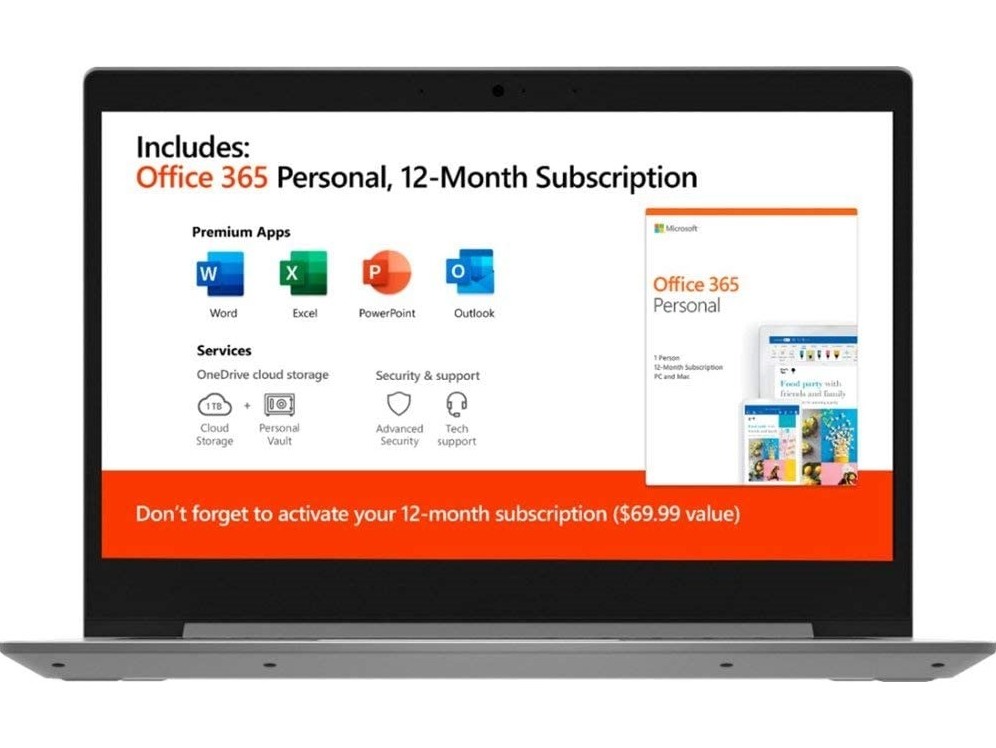 Includes:
Office 365 Personal, 12-Month Subscription
Premium Apps
W
X
P
O
Word
Excel
PowerPoint
Outlook
Services
OneDrive cloud storage
Security & support
1TB
+
Cloud
Storage
Personal
Vault
Advanced
Security
Tech
support
Microsoft
Office 365
Personal
1 Person
12-Month Subscription
PC and Mac
Food party with
friends and family
Don't forget to activate your 12-month subscription ($69.99 value)